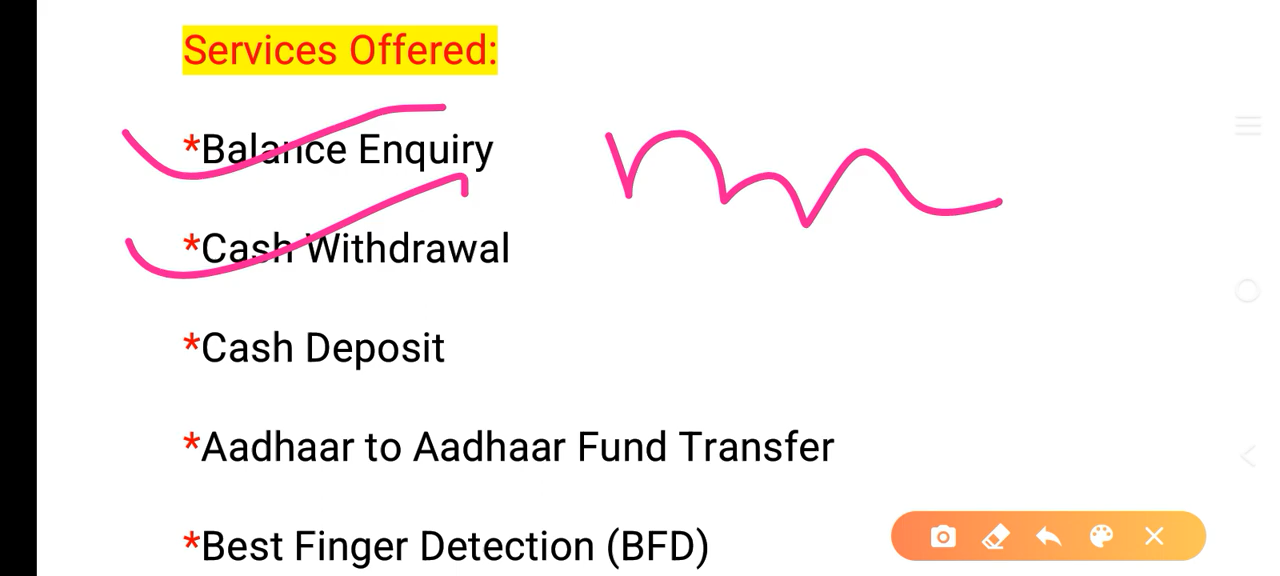 Services Offered:
*Balance Enquiry
*Cash Withdrawal
*Cash Deposit
*Aadhaar to Aadhaar Fund Transfer
*Best Finger Detection (BFD)